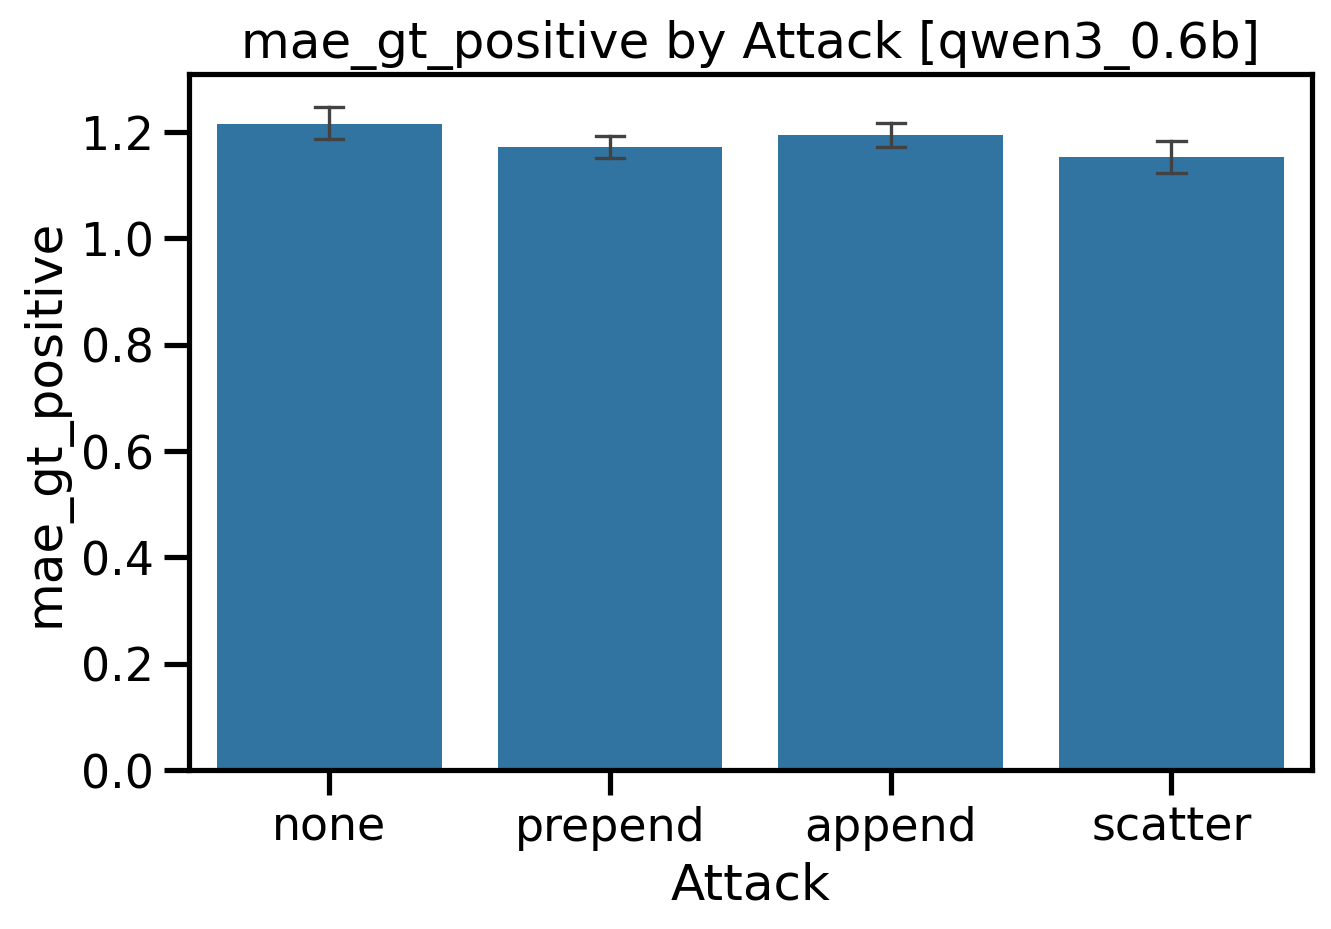 mae_gt_positive by Attack [qwen3_0.6b]
mae_gt_positive
1.2
1.0
0.8
0.6
0.4
0.2
0.0
none prepend append scatter
Attack